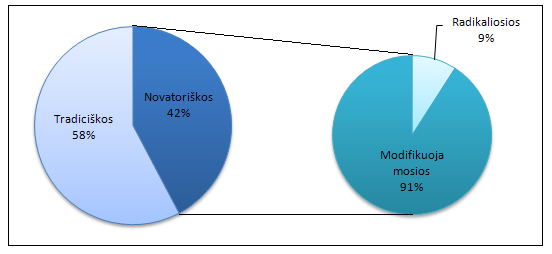 Radikaliosios
9%
Novatoriškos
42%
Tradiciškos
58%
Modifikuoja
mosios
91%